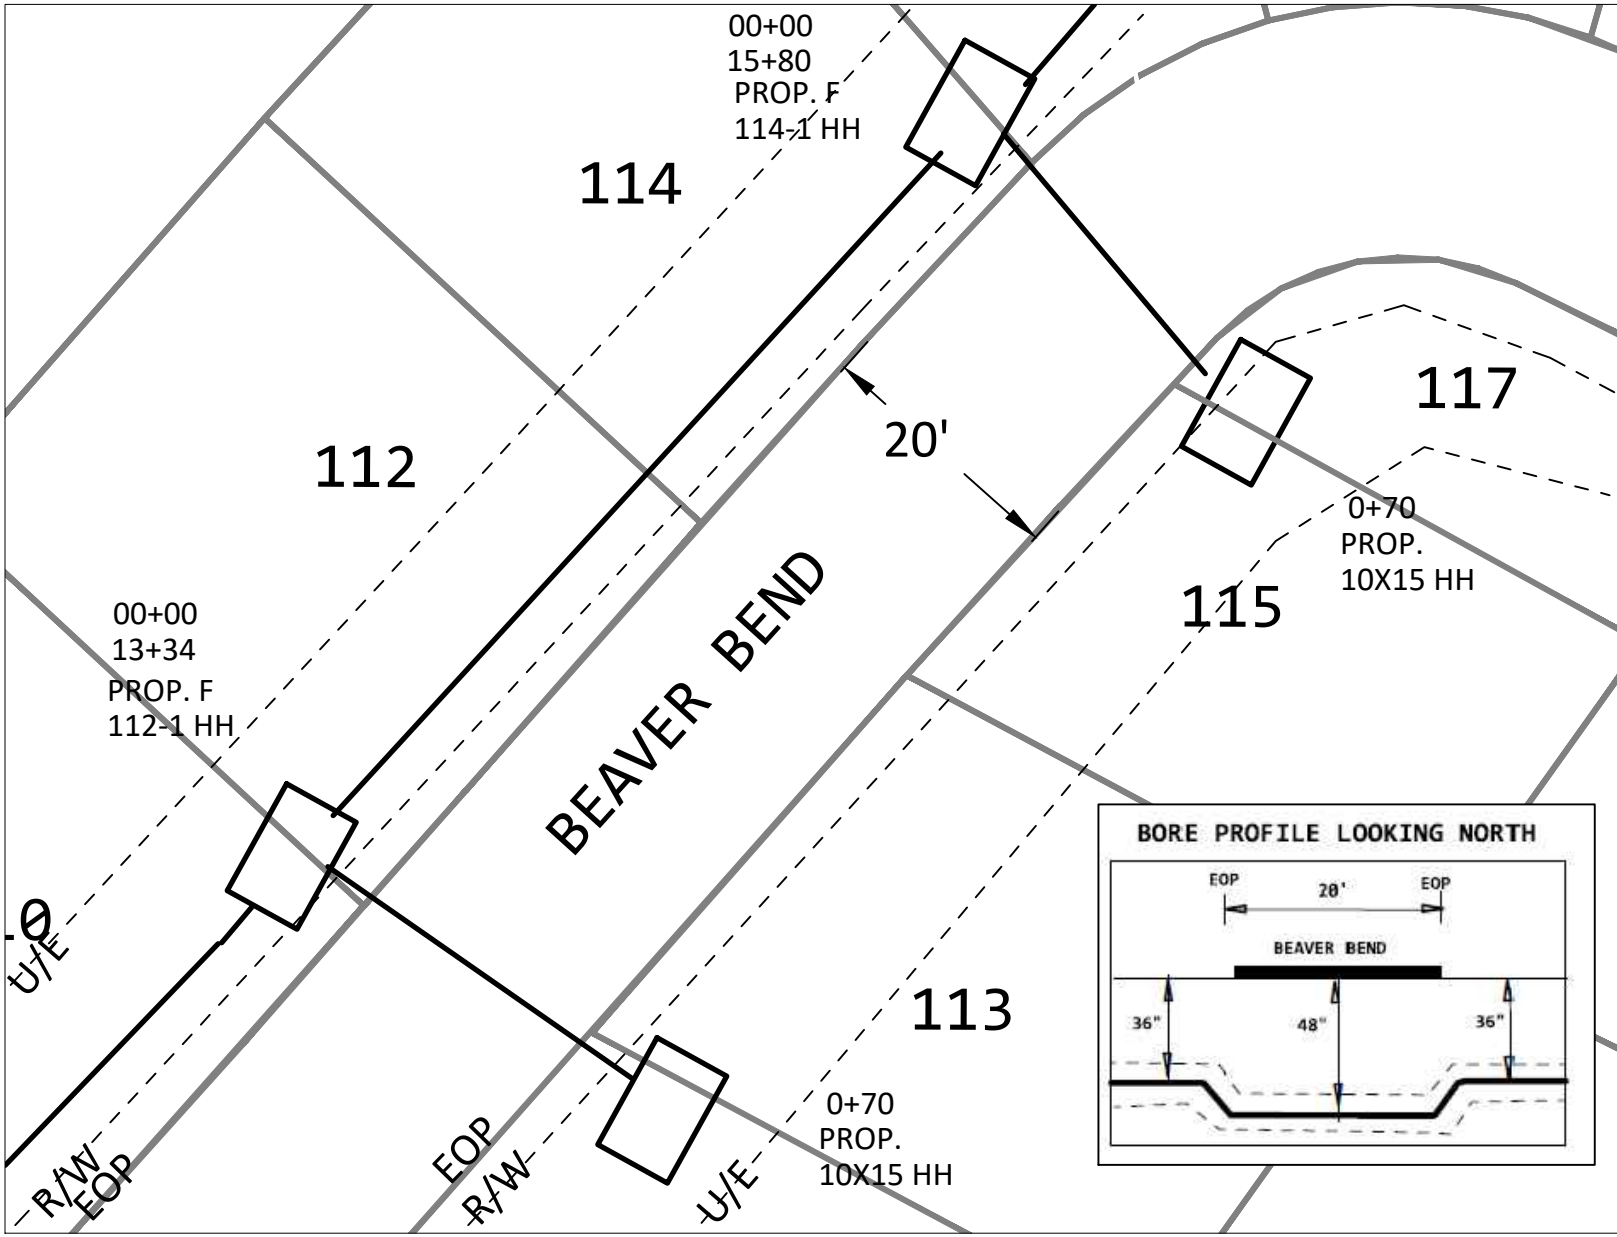 00+00
15+80
PROP. F
114-1 HH
114
117
20'
112
0+70
PROP.
10X15 HH
115
00+00
13+34
PROP. F
112-1 HH
BEAVER BEND
BORE PROFILE LOOKING NORTH
EOP
20'
EOP
BEAVER BEND
36"
48"
36"
0
U/E
113
0+70
PROP.
10X15 HH
R/W
EOP
EOP
R/W
U/E